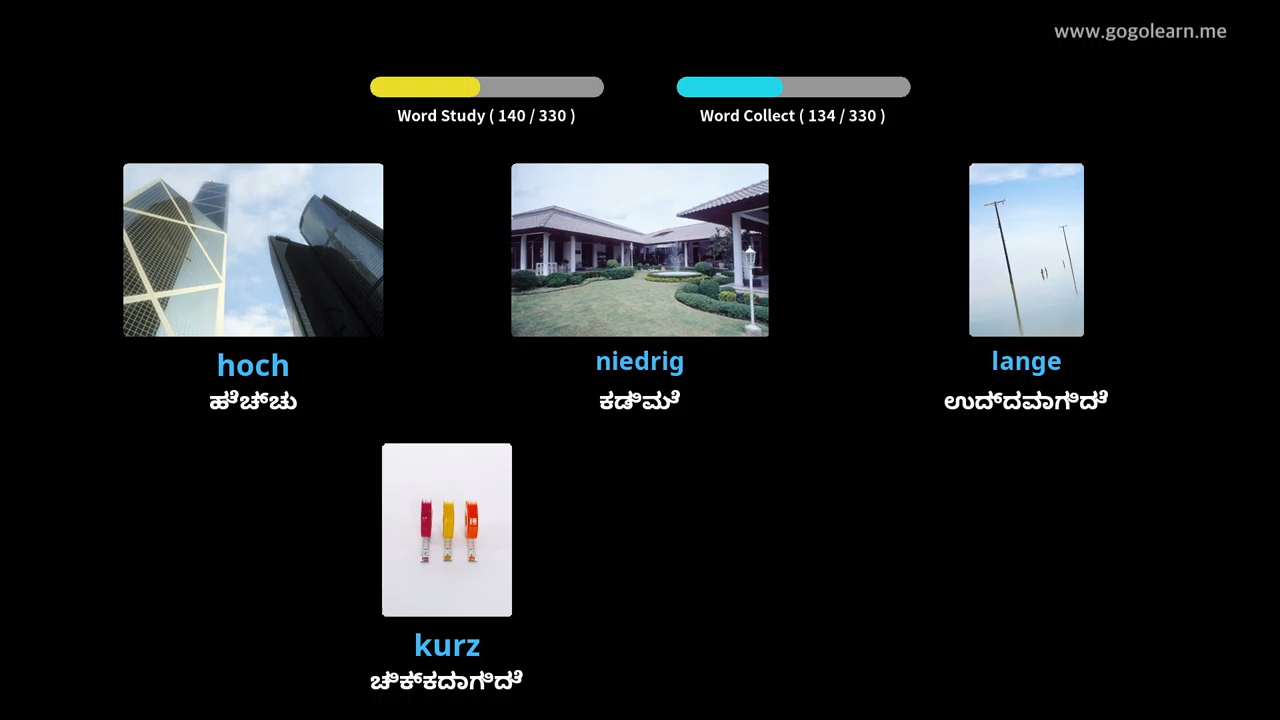 www.gogolearn.me
Word Study ( 140 / 330 )
Word Collect ( 134 / 330 )
hoch
ಹೆಚ್ಚು
niedrig
ಕಡಿಮೆ
lange
ಉದ್ದವಾಗಿದೆ
kurz
ಚಿಕ್ಕದಾಗಿದೆ